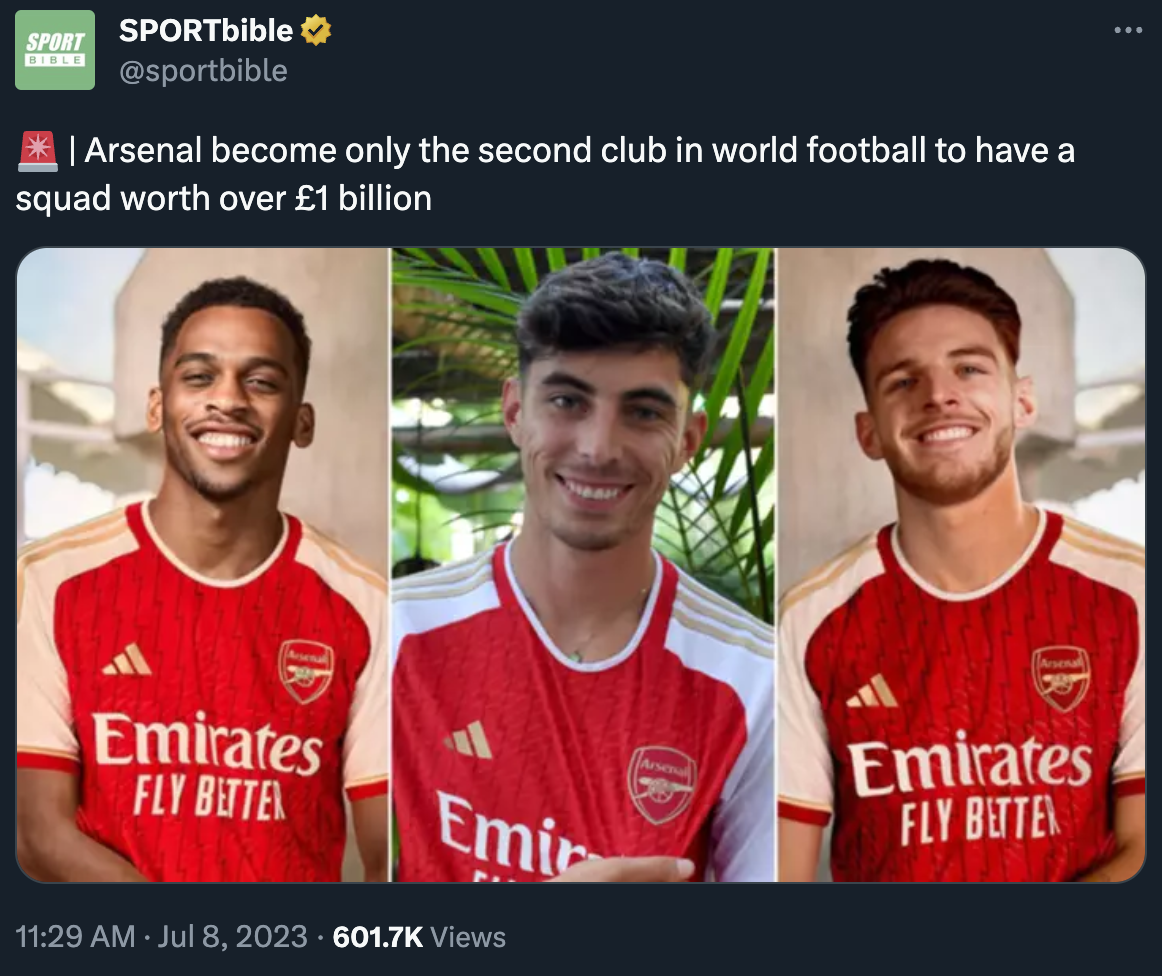 SPORT
BIBLE
SPORTbible
@sportbible
🚨 | Arsenal become only the second club in world football to have a
squad worth over £1 billion
Arsenal
Emirates
FLY BETTER
Arsenal
Emir
Arsenal
Emirates
FLY BETTER
11:29 AM · Jul 8, 2023 · 601.7K Views